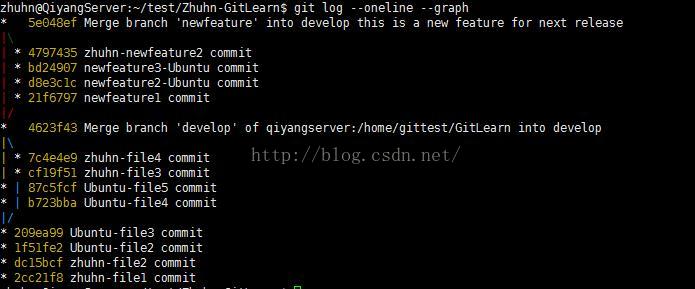 zhuhn@QiyangServer:~/test/Zhuhn-GitLearn$ git log --oneline --graph
*   5e048ef Merge branch 'newfeature' into develop this is a new feature for next release
|\
| * 4797435 zhuhn-newfeature2 commit
| * bd24907 newfeature3-Ubuntu commit
| * d8e3c1c newfeature2-Ubuntu commit
| * 21f6797 newfeature1 commit
|/
*   4623f43 Merge branch 'develop' of qiyangserver:/home/gittest/GitLearn into develop
|\
| * 7c4e4e9 zhuhn-file4 commit
| * cf19f51 zhuhn-file3 commit
* | 87c5fcf Ubuntu-file5 commit
* | b723bba Ubuntu-file4 commit
|/
* 209ea99 Ubuntu-file3 commit
* 1f51fe2 Ubuntu-file2 commit
* dc15bcf zhuhn-file2 commit
* 2cc21f8 zhuhn-file1 commit
http://blog.csdn.net/